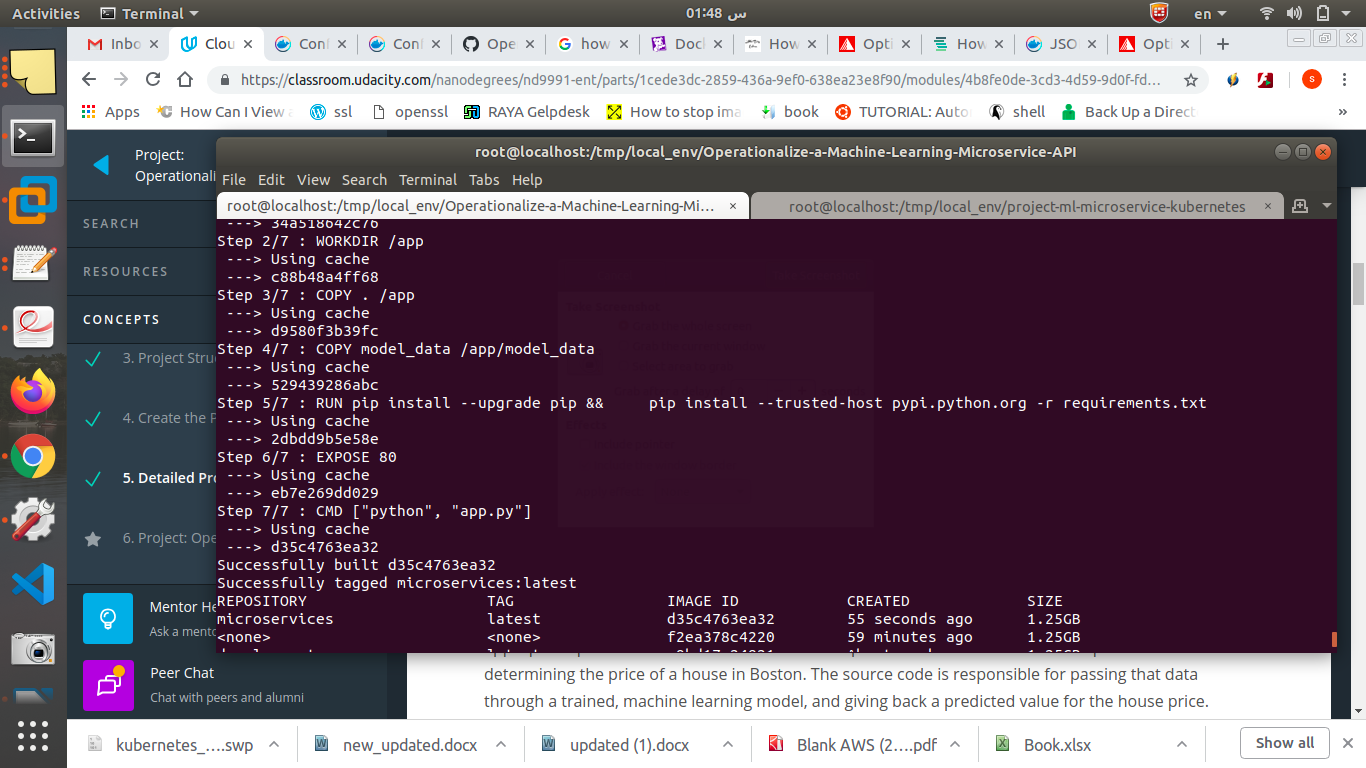 Activities
Terminal
01:48 س
en
Inbo
Clou
Conf
Conf
Ope
how
Dock
How
Opti
How
JSO
Opti
https://classroom.udacity.com/nanodegrees/nd9991-ent/parts/1cede3dc-2859-436a-9ef0-638ea23e8f90/modules/4b8fe0de-3cd3-4d59-9d0f-fd…
S
Apps
How Can I View a
ssl
openssl
RAYA Gelpdesk
How to stop ima
book
TUTORIAL: Auto
shell
Back Up a Direct
»
Project:
Operationali
SEARCH
RESOURCES
CONCEPTS
3. Project Stru
4. Create the P
5. Detailed Pro
6. Project: Ope
Mentor He
Ask a mento
Peer Chat
Chat with peers and alumni
root@localhost:/tmp/local_env/Operationalize-a-Machine-Learning-Microservice-API
File Edit View Search Terminal Tabs Help
root@localhost:/tmp/local_env/Operationalize-a-Machine-Learning-Mi…
root@localhost:/tmp/local_env/project-ml-microservice-kubernetes
---> 34a518642c76
Step 2/7 : WORKDIR /app
---> Using cache
---> c88b48a4ff68
Step 3/7 : COPY . /app
---> Using cache
---> d9580f3b39fc
Step 4/7 : COPY model_data /app/model_data
---> Using cache
---> 529439286abc
Step 5/7 : RUN pip install --upgrade pip &&     pip install --trusted-host pypi.python.org -r requirements.txt
---> Using cache
---> 2dbdd9b5e58e
Step 6/7 : EXPOSE 80
---> Using cache
---> eb7e269dd029
Step 7/7 : CMD ["python", "app.py"]
---> Using cache
---> d35c4763ea32
Successfully built d35c4763ea32
Successfully tagged microservices:latest
REPOSITORY TAG IMAGE ID CREATED SIZE
microservices latest d35c4763ea32 55 seconds ago 1.25GB
<none> <none> f2ea378c4220 59 minutes ago 1.25GB
determining the price of a house in Boston. The source code is responsible for passing that data
through a trained, machine learning model, and giving back a predicted value for the house price.
kubernetes_….swp
new_updated.docx
updated (1).docx
Blank AWS (2….pdf
Book.xlsx
Show all